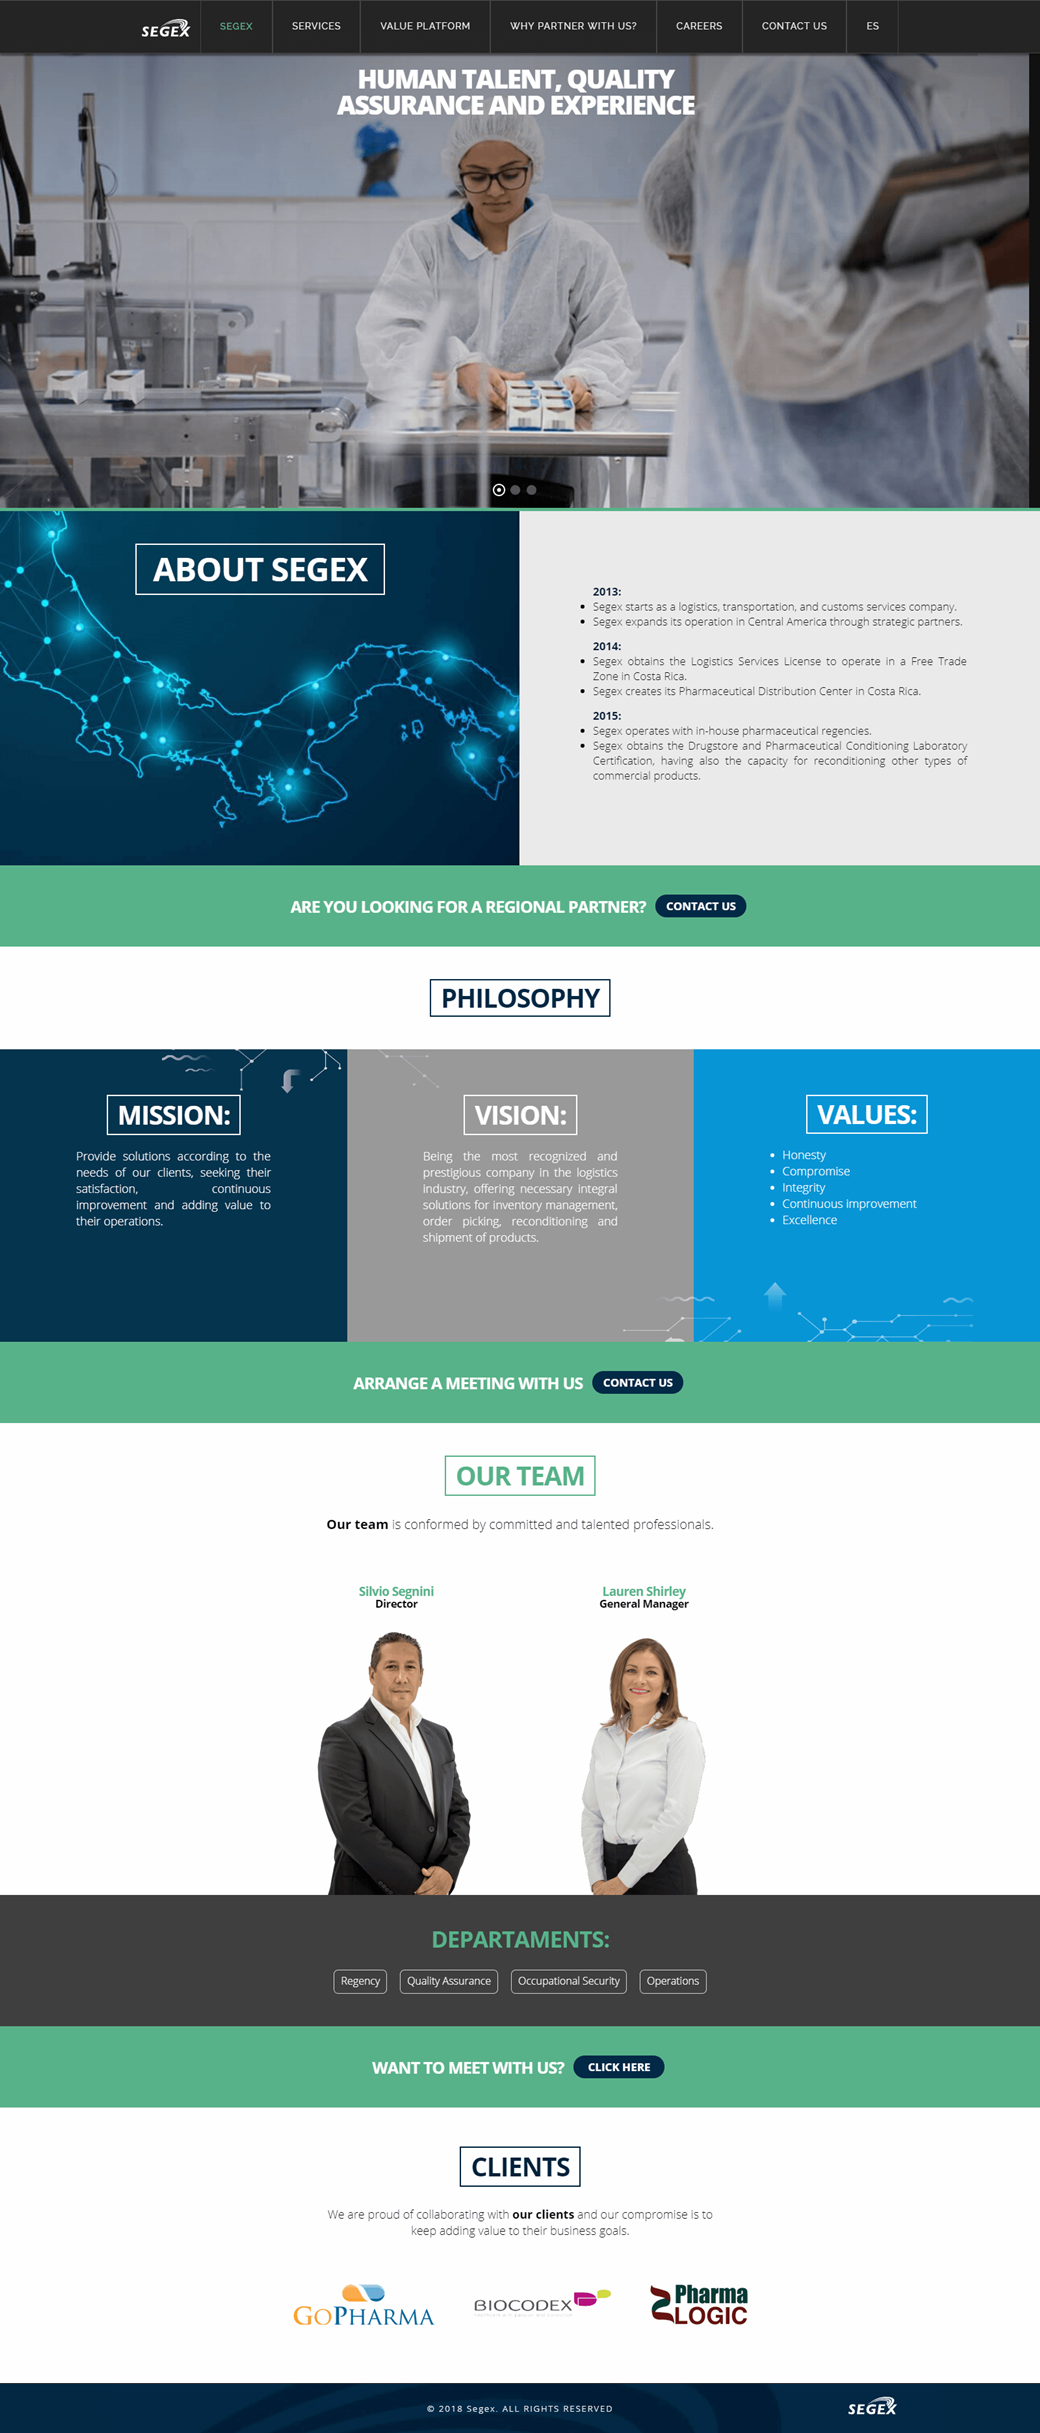 SEGEX
SEGEX
SERVICES
VALUE PLATFORM
WHY PARTNER WITH US?
CAREERS
CONTACT US
ES
HUMAN TALENT, QUALITY
ASSURANCE AND EXPERIENCE
ABOUT SEGEX
2013:
• Segex starts as a logistics, transportation, and customs services company.
• Segex expands its operation in Central America through strategic partners.
2014:
• Segex obtains the Logistics Services License to operate in a Free Trade
Zone in Costa Rica.
• Segex creates its Pharmaceutical Distribution Center in Costa Rica.
2015:
• Segex operates with in-house pharmaceutical regencies.
• Segex obtains the Drugstore and Pharmaceutical Conditioning Laboratory
Certification, having also the capacity for reconditioning other types of
commercial products.
ARE YOU LOOKING FOR A REGIONAL PARTNER? CONTACT US
PHILOSOPHY
MISSION:
Provide solutions according to the
needs of our clients, seeking their
satisfaction, continuous
improvement and adding value to
their operations.
VISION:
Being the most recognized and
prestigious company in the logistics
industry, offering necessary integral
solutions for inventory management,
order picking, reconditioning and
shipment of products.
VALUES:
• Honesty
• Compromise
• Integrity
• Continuous improvement
• Excellence
ARRANGE A MEETING WITH US CONTACT US
OUR TEAM
Our team is conformed by committed and talented professionals.
Silvio Segnini
Director
Lauren Shirley
General Manager
DEPARTAMENTS:
Regency
Quality Assurance
Occupational Security
Operations
WANT TO MEET WITH US? CLICK HERE
CLIENTS
We are proud of collaborating with our clients and our compromise is to
keep adding value to their business goals.
GOPHARMA
BIOCODEX
Pharma
LOGIC
© 2018 Segex. ALL RIGHTS RESERVED
SEGEX